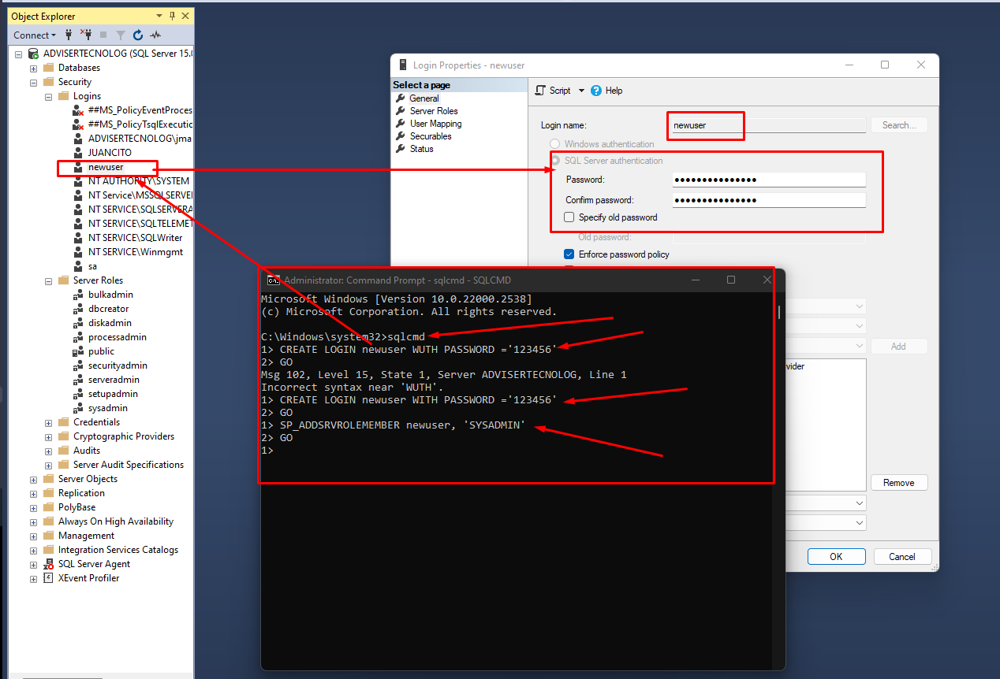 Object Explorer
Connect
ADVISERTECNOLOG (SQL Server 15.0
Databases
Security
Logins
##MS_PolicyEventProces
##MS_PolicyTsqlExecutio
ADVISERTECNOLOG\jma
JUANCITO
newuser
NT AUTHORITY\SYSTEM
NT Service\MSSQLSERVER
NT SERVICE\SQLSERVERA
NT SERVICE\SQLTELEMET
NT SERVICE\SQLWriter
NT SERVICE\Winmgmt
sa
Server Roles
bulkadmin
dbcreator
diskadmin
processadmin
public
securityadmin
serveradmin
setupadmin
sysadmin
Credentials
Cryptographic Providers
Audits
Server Audit Specifications
Server Objects
Replication
PolyBase
Always On High Availability
Management
Integration Services Catalogs
SQL Server Agent
XEvent Profiler
Login Properties - newuser
Select a page
General
Server Roles
User Mapping
Securables
Status
Script
Help
Login name:
newuser
Search...
Windows authentication
SQL Server authentication
Password:
●●●●●●●●●●●●●●●
Confirm password:
●●●●●●●●●●●●●●●
Specify old password
Old password:
Enforce password policy
Add
vider
Remove
OK
Cancel
Administrator: Command Prompt - sqlcmd - SQLCMD
Microsoft Windows [Version 10.0.22000.2538]
(c) Microsoft Corporation. All rights reserved.
C:\Windows\system32>sqlcmd
1> CREATE LOGIN newuser WUTH PASSWORD ='123456'
2> GO
Msg 102, Level 15, State 1, Server ADVISERTECNOLOG, Line 1
Incorrect syntax near 'WUTH'.
1> CREATE LOGIN newuser WITH PASSWORD ='123456'
2> GO
1> SP_ADDSRVROLEMEMBER newuser, 'SYSADMIN'
2> GO
1>